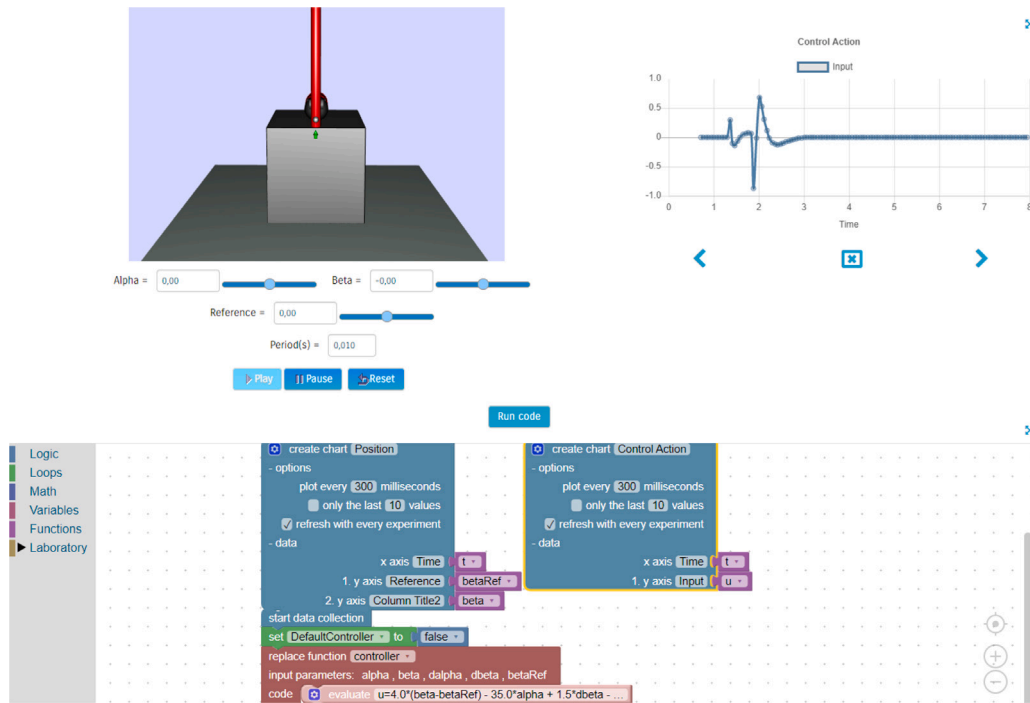 Control Action
Input
1.0
0.5
0
-0.5
-1.0
0 1 2 3 4 5 6 7 8
Time
Alpha = 0,00 Beta = -0,00
Reference = 0,00
Period(s) = 0,010
Play Pause Reset
Run code
Logic
Loops
Math
Variables
Functions
Laboratory
create chart Position
- options
plot every 300 milliseconds
only the last 10 values
refresh with every experiment
- data
x axis Time t
1. y axis Reference betaRef
2. y axis Column Title2 beta
start data collection
set DefaultController to false
replace function controller
input parameters: alpha , beta , dalpha , dbeta , betaRef
code evaluate u=4.0*(beta-betaRef) - 35.0*alpha + 1.5*dbeta - ...
create chart Control Action
- options
plot every 300 milliseconds
only the last 10 values
refresh with every experiment
- data
x axis Time t
1. y axis Input u